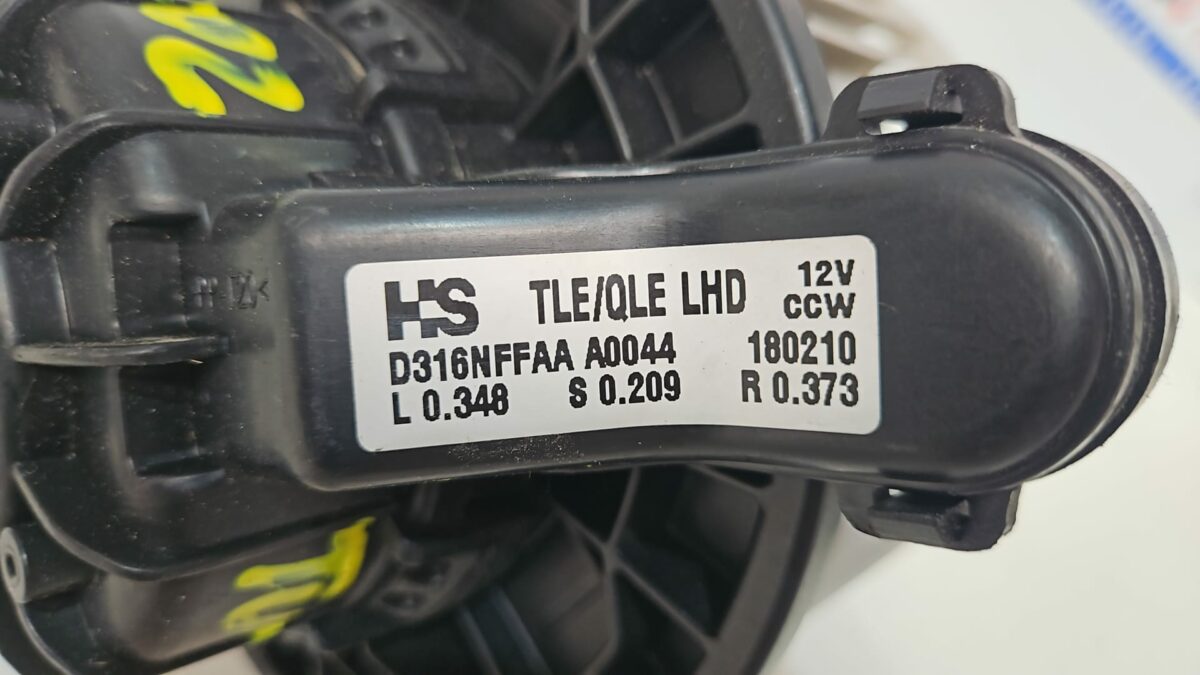 HS TLE/QLE LHD 12V
CCW
D316NFFAA A0044 180210
L 0.348 S 0.209 R 0.373